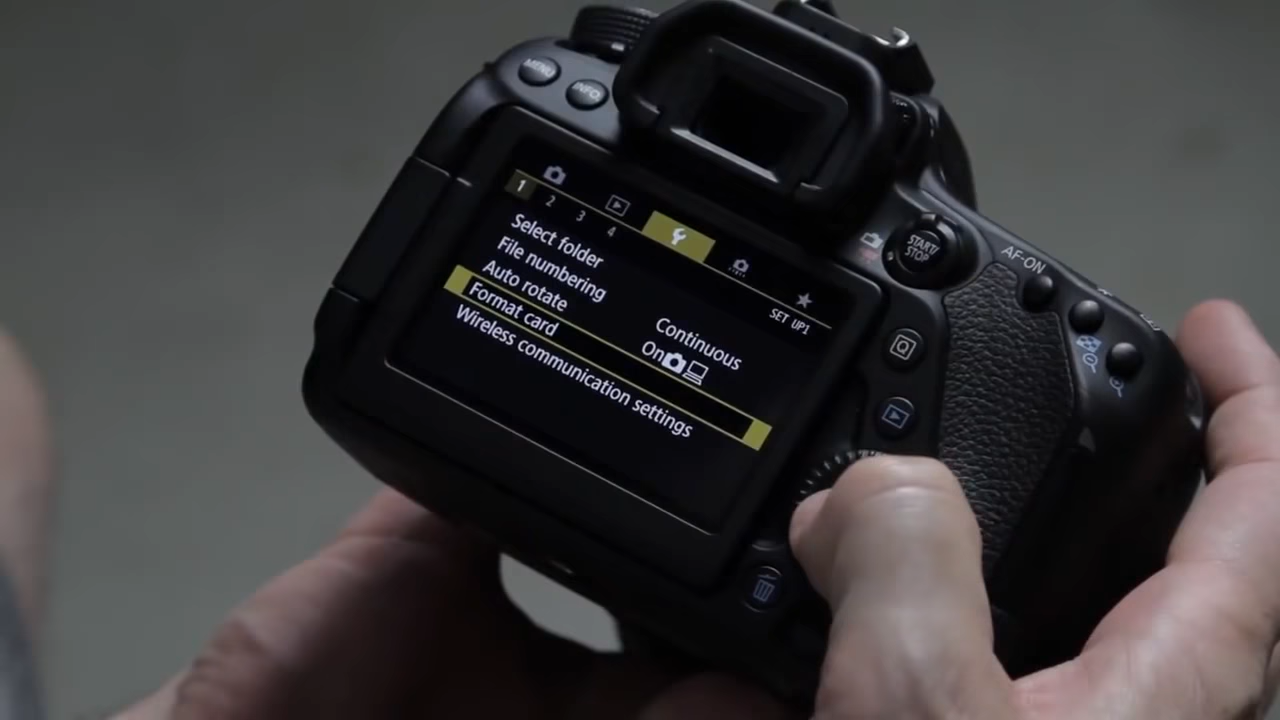 MENU
INFO.
1 2 3 4
SET UP1
Select folder
File numbering Continuous
Auto rotate On
Format card
Wireless communication settings
START/
STOP
AF-ON
Q